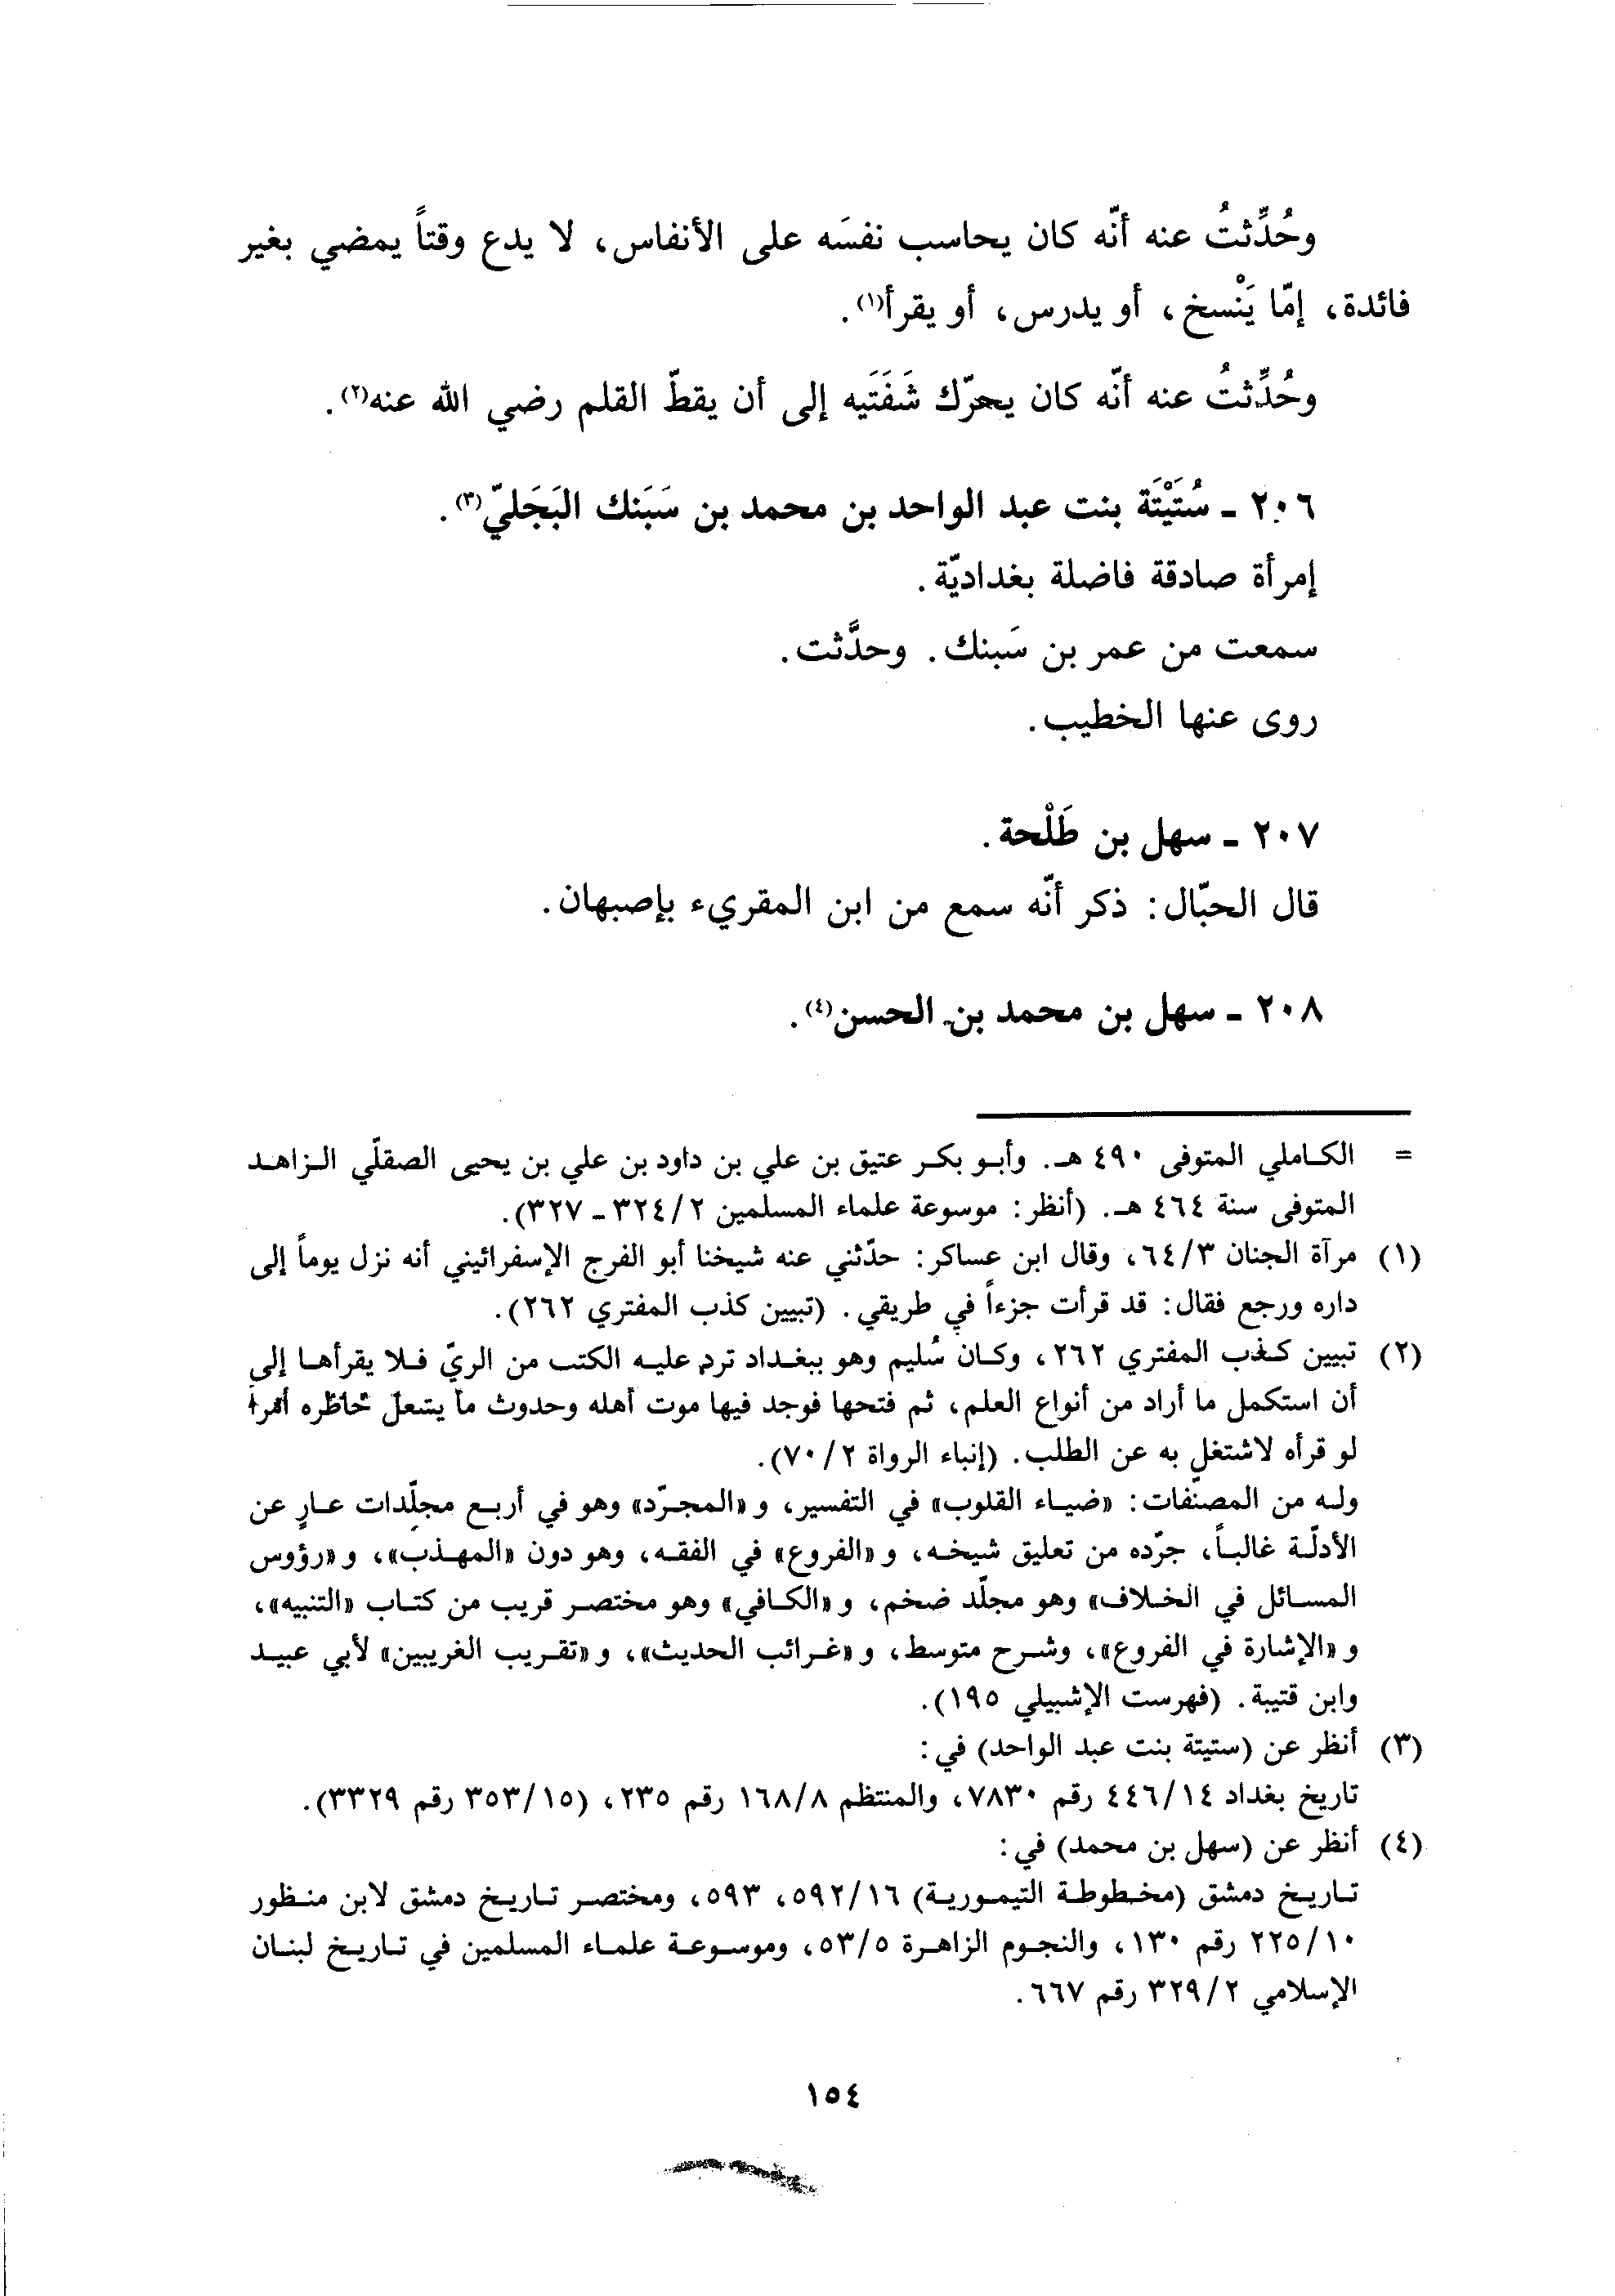 وحُدِّثتُ عنه أنّه كان يحاسب نفسَه على الأنفاس، لا يدع وقتاً يمضي بغير
فائدة، إمّا يَنْسخ، أو يدرس، أو يقرأ(١).
وحُدِّثتُ عنه أنّه كان يحرّك شَفَتَيه إلى أن يقطّ القلم رضي الله عنه(٢).
٢٠٦ ـ سُتَيْتَة بنت عبد الواحد بن محمد بن سَبَنك البَجَليّ(٣).
إمرأة صادقة فاضلة بغداديّة.
سمعت من عمر بن سَبنك. وحدَّثت.
روى عنها الخطيب.
٢٠٧ ـ سهل بن طَلْحة.
قال الحبّال: ذكر أنّه سمع من ابن المقريء بإصبهان.
٢٠٨ ـ سهل بن محمد بن الحسن(٤).
= الكاملي المتوفى ٤٩٠ هـ. وأبو بكر عتيق بن علي بن داود بن علي بن يحيى الصقلّي الزاهد
المتوفى سنة ٤٦٤ هـ. (أنظر: موسوعة علماء المسلمين ٣٢٤/٢ ـ ٣٢٧).
(١) مرآة الجنان ٦٤/٣، وقال ابن عساكر: حدّثني عنه شيخنا أبو الفرج الإسفرائيني أنه نزل يوماً إلى
داره ورجع فقال: قد قرأت جزءاً في طريقي. (تبيين كذب المفتري ٢٦٢).
(٢) تبيين كذب المفتري ٢٦٢، وكان سُليم وهو ببغداد ترد عليه الكتب من الريّ فلا يقرأها إلى
أن استكمل ما أراد من أنواع العلم، ثم فتحها فوجد فيها موت أهله وحدوث ما يشعل خاطره
لو قرأه لاشتغل به عن الطلب. (إنباء الرواة ٧٠/٢).
وله من المصنّفات: «ضياء القلوب» في التفسير، و«المجرّد» وهو في أربع مجلّدات عارٍ عن
الأدلّة غالباً، جرّده من تعليق شيخه، و«الفروع» في الفقه، وهو دون «المهذب»، و«رؤوس
المسائل في الخلاف» وهو مجلّد ضخم، و«الكافي» وهو مختصر قريب من كتاب «التنبيه»،
و«الإشارة في الفروع»، وشرح متوسط، و«غرائب الحديث»، و«تقريب الغريبين» لأبي عبيد
وابن قتيبة. (فهرست الإشبيلي ١٩٥).
(٣) أنظر عن (ستيتة بنت عبد الواحد) في:
تاريخ بغداد ٤٤٦/١٤ رقم ٧٨٣٠، والمنتظم ١٦٨/٨ رقم ٢٣٥، (٣٥٣/١٥ رقم ٣٣٢٩).
(٤) أنظر عن (سهل بن محمد) في:
تاريخ دمشق (مخطوطة التيمورية) ٥٩٢/١٦، ٥٩٣، ومختصر تاريخ دمشق لابن منظور
٢٢٥/١٠ رقم ١٣٠، والنجوم الزاهرة ٥٣/٥، وموسوعة علماء المسلمين في تاريخ لبنان
الإسلامي ٣٢٩/٢ رقم ٦٦٧.
١٥٤